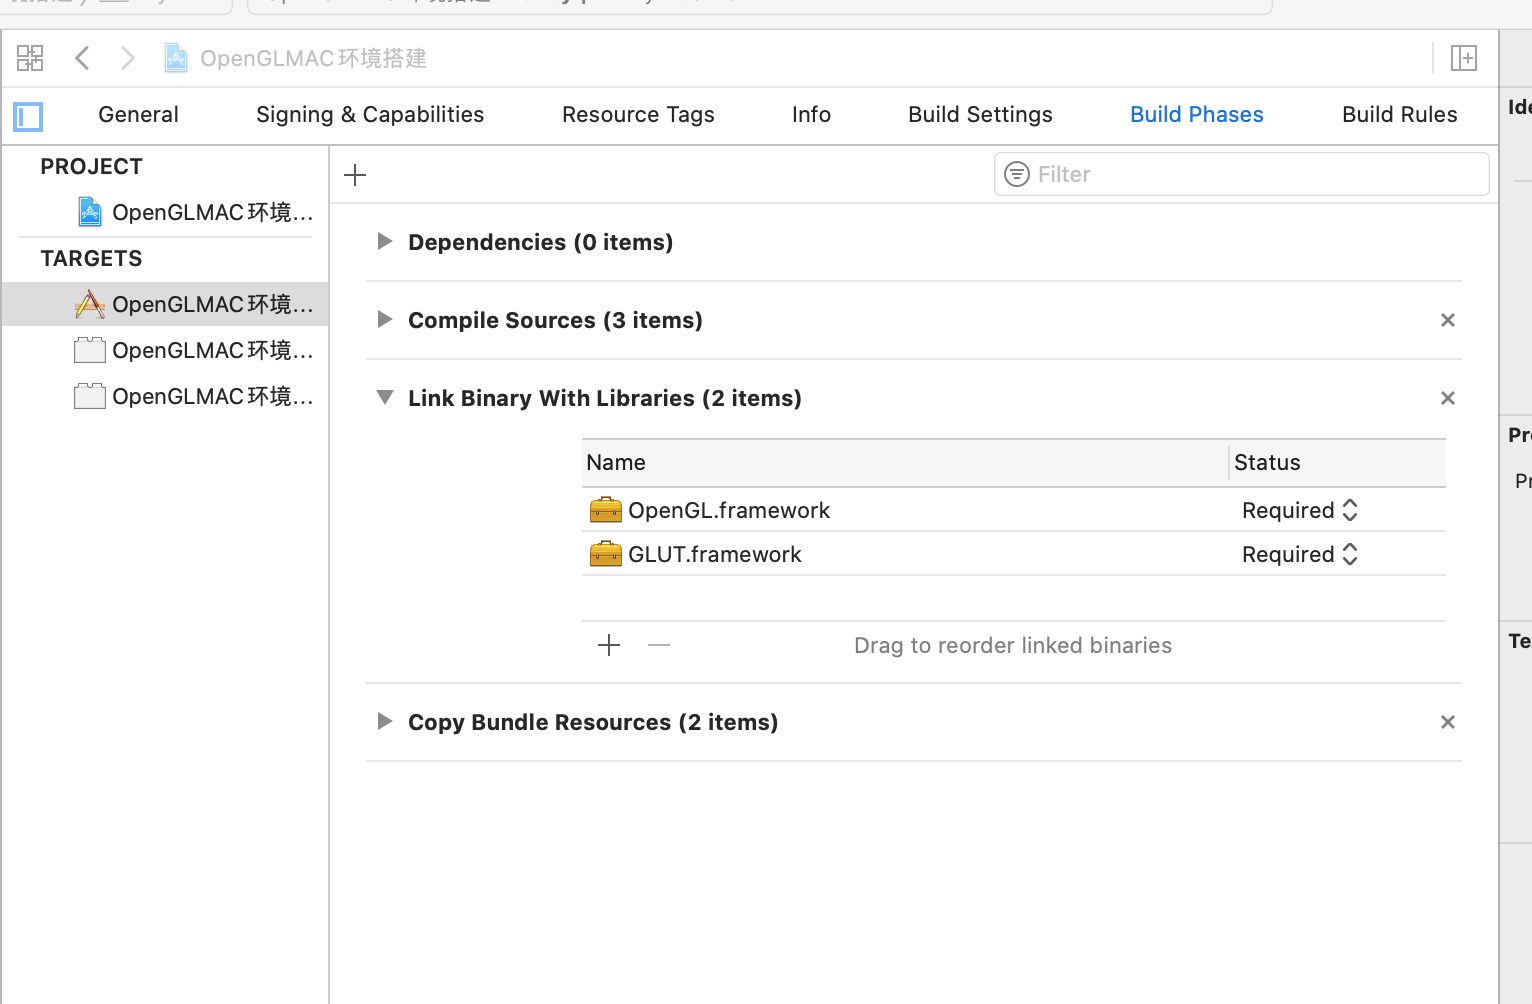 OpenGLMAC环境搭建
General Signing & Capabilities Resource Tags Info Build Settings Build Phases Build Rules
PROJECT
OpenGLMAC环境...
TARGETS
OpenGLMAC环境...
OpenGLMAC环境...
OpenGLMAC环境...
Filter
Dependencies (0 items)
Compile Sources (3 items)
Link Binary With Libraries (2 items)
Name Status
OpenGL.framework Required
GLUT.framework Required
Drag to reorder linked binaries
Copy Bundle Resources (2 items)